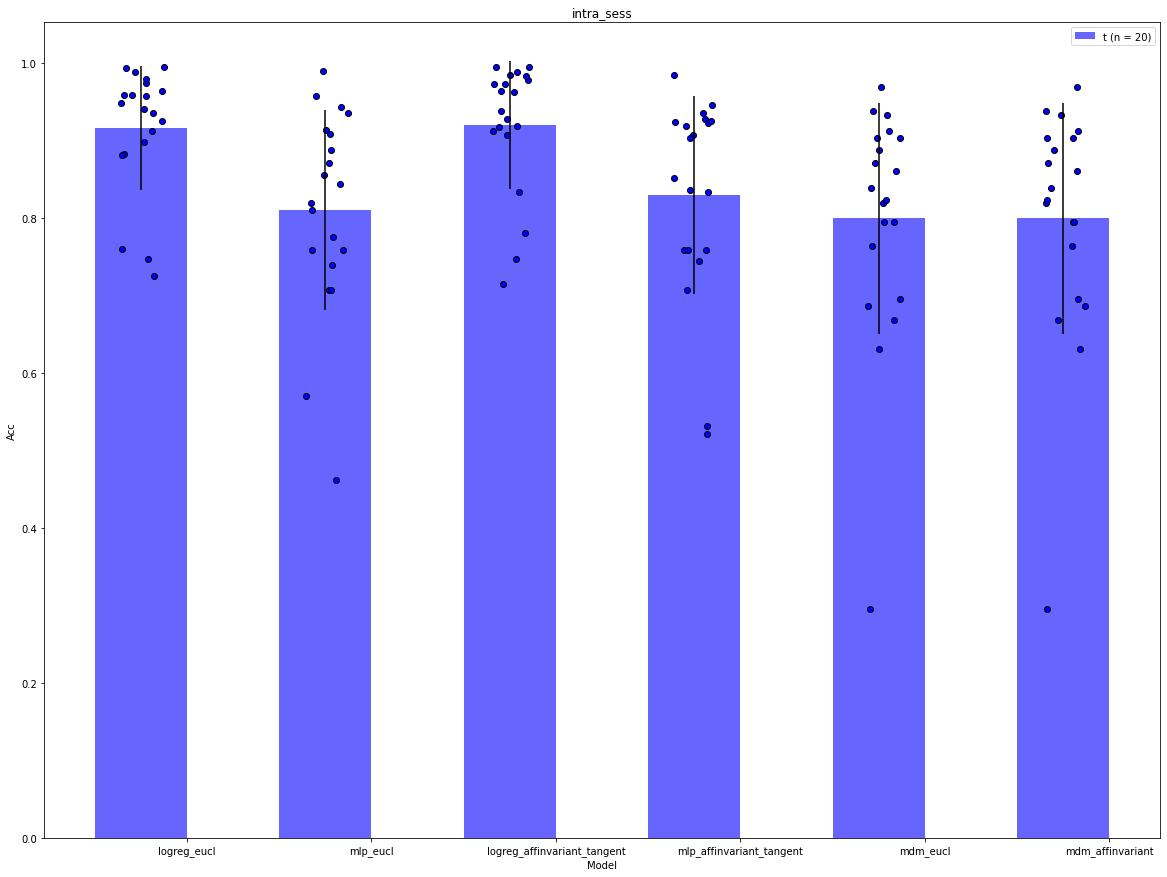 intra_sess
t (n = 20)
1.0
0.8
0.6
0.4
0.2
0.0
Acc
logreg_eucl
mlp_eucl
logreg_affinvariant_tangent
mlp_affinvariant_tangent
mdm_eucl
mdm_affinvariant
Model